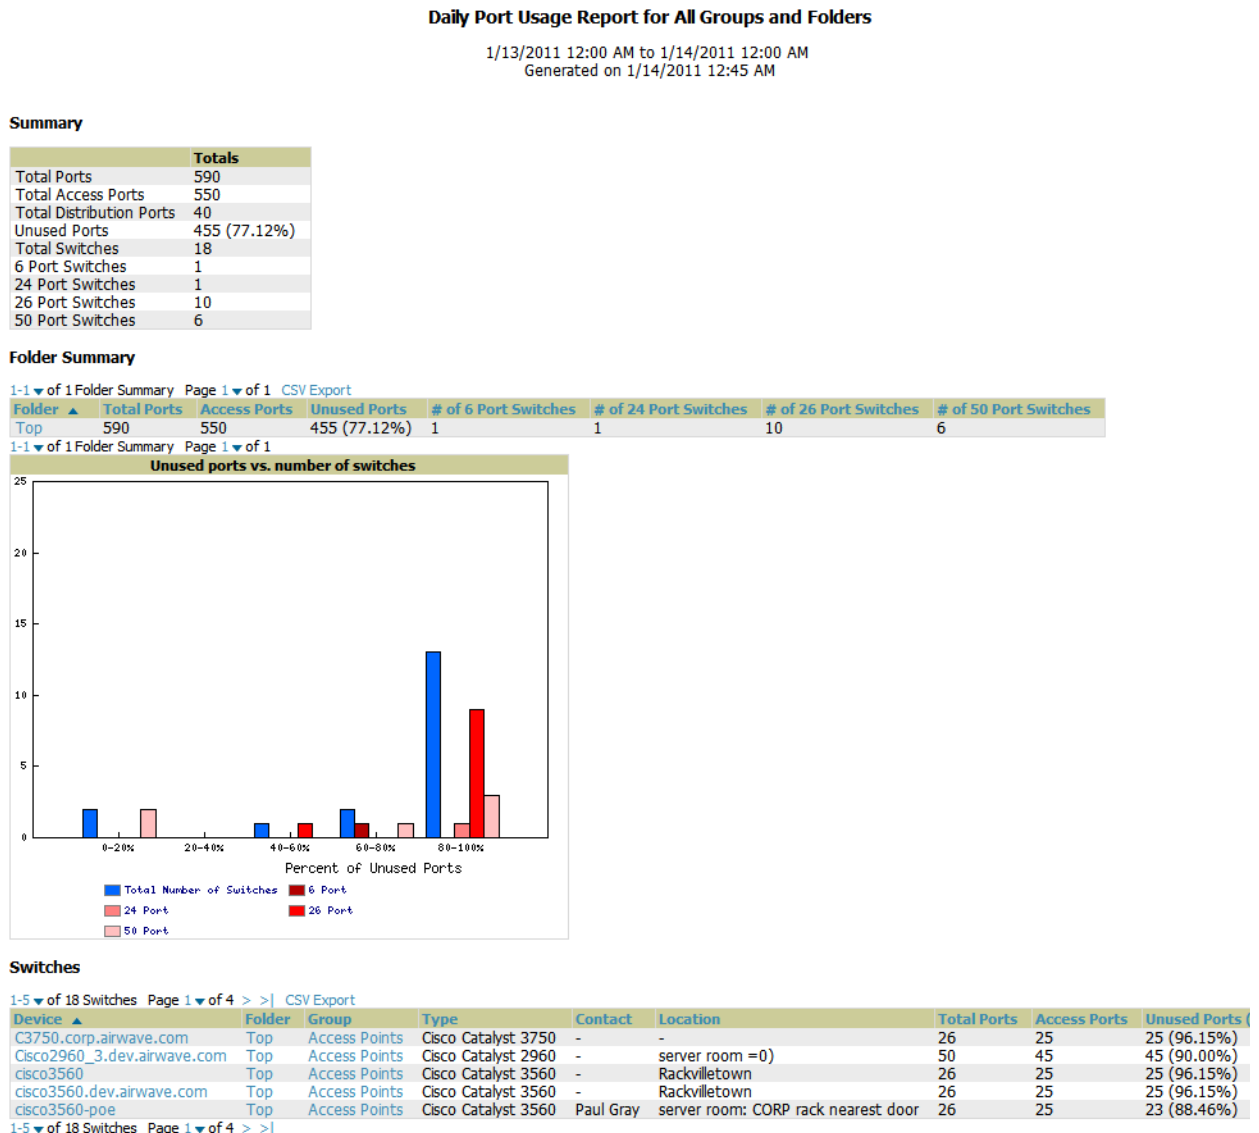 Daily Port Usage Report for All Groups and Folders
1/13/2011 12:00 AM to 1/14/2011 12:00 AM
Generated on 1/14/2011 12:45 AM
Summary
Totals
Total Ports 590
Total Access Ports 550
Total Distribution Ports 40
Unused Ports 455 (77.12%)
Total Switches 18
6 Port Switches 1
24 Port Switches 1
26 Port Switches 10
50 Port Switches 6
Folder Summary
1-1 ▼ of 1 Folder Summary Page 1 ▼ of 1 CSV Export
Folder ▲ Total Ports Access Ports Unused Ports # of 6 Port Switches # of 24 Port Switches # of 26 Port Switches # of 50 Port Switches
Top 590 550 455 (77.12%) 1 1 10 6
1-1 ▼ of 1 Folder Summary Page 1 ▼ of 1
Unused ports vs. number of switches
25
20
15
10
5
0
0-20% 20-40% 40-60% 60-80% 80-100%
Percent of Unused Ports
Total Number of Switches 6 Port
24 Port 26 Port
50 Port
Switches
1-5 ▼ of 18 Switches Page 1 ▼ of 4 > >| CSV Export
Device ▲ Folder Group Type Contact Location Total Ports Access Ports Unused Ports (
C3750.corp.airwave.com Top Access Points Cisco Catalyst 3750 - - 26 25 25 (96.15%)
Cisco2960_3.dev.airwave.com Top Access Points Cisco Catalyst 2960 - server room =0) 50 45 45 (90.00%)
cisco3560 Top Access Points Cisco Catalyst 3560 - Rackvilletown 26 25 25 (96.15%)
cisco3560.dev.airwave.com Top Access Points Cisco Catalyst 3560 - Rackvilletown 26 25 25 (96.15%)
cisco3560-poe Top Access Points Cisco Catalyst 3560 Paul Gray server room: CORP rack nearest door 26 25 23 (88.46%)
1-5 ▼ of 18 Switches Page 1 ▼ of 4 > >|